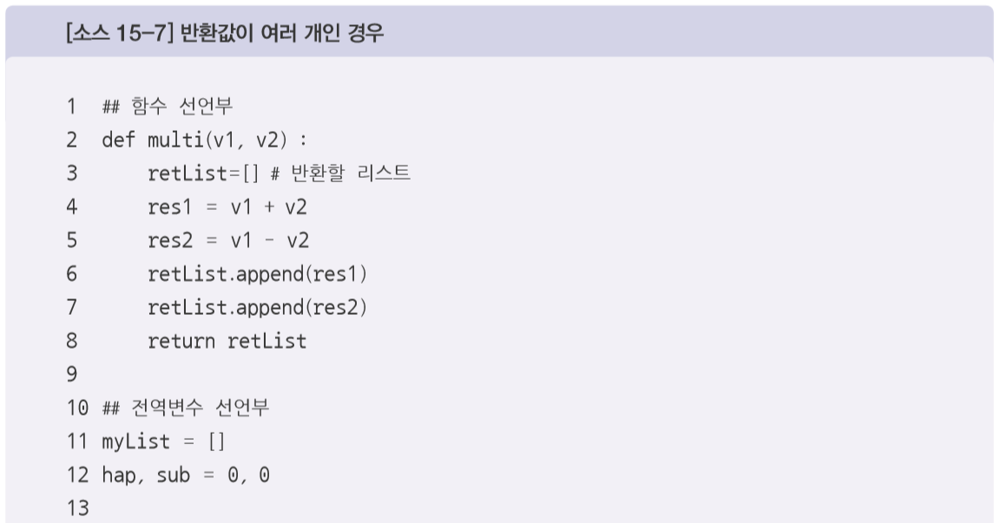 [소스 15-7] 반환값이 여러 개인 경우
1 ## 함수 선언부
2 def multi(v1, v2) :
3     retList=[] # 반환할 리스트
4     res1 = v1 + v2
5     res2 = v1 - v2
6     retList.append(res1)
7     retList.append(res2)
8     return retList
9
10 ## 전역변수 선언부
11 myList = []
12 hap, sub = 0, 0
13